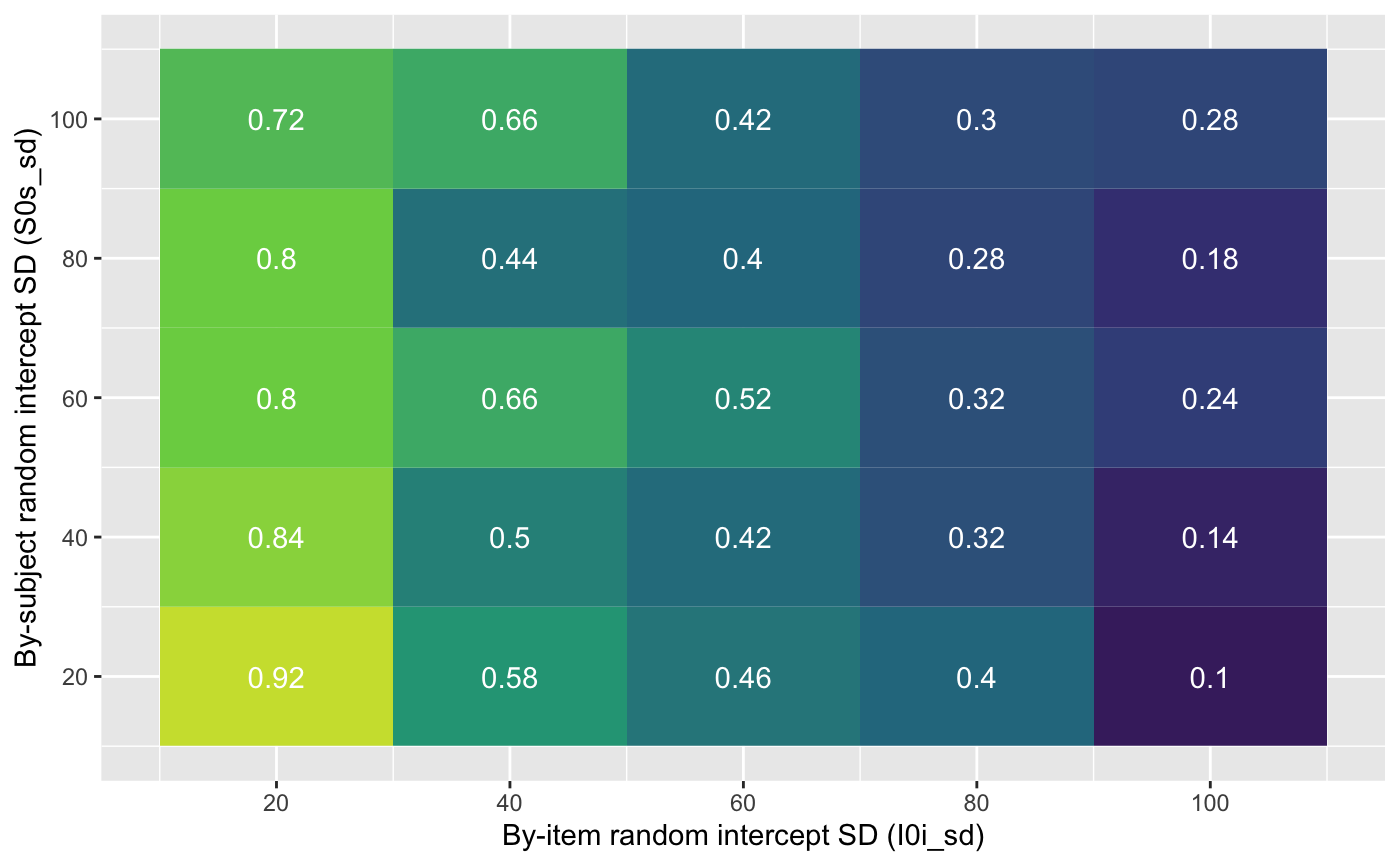 By-subject random intercept SD (S0s_sd)
100 0.72 0.66 0.42 0.3 0.28
80 0.8 0.44 0.4 0.28 0.18
60 0.8 0.66 0.52 0.32 0.24
40 0.84 0.5 0.42 0.32 0.14
20 0.92 0.58 0.46 0.4 0.1
20 40 60 80 100
By-item random intercept SD (I0i_sd)